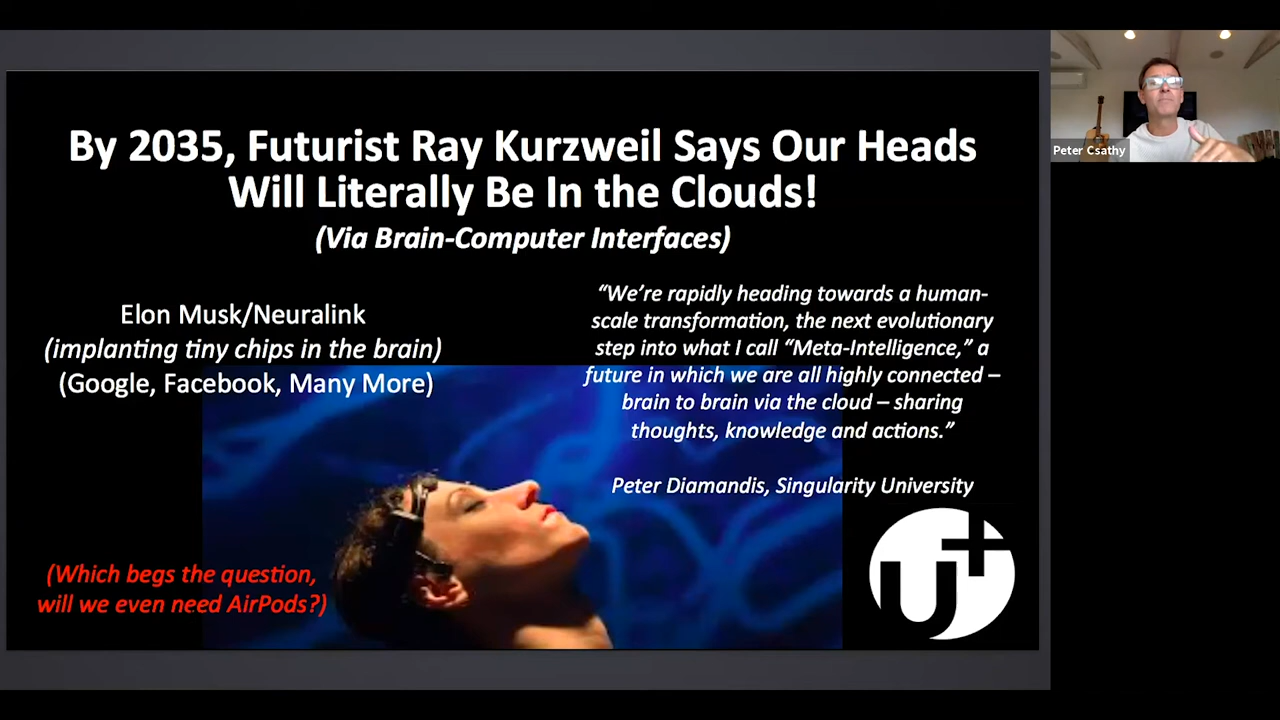 By 2035, Futurist Ray Kurzweil Says Our Heads
Will Literally Be In the Clouds!
(Via Brain-Computer Interfaces)
Elon Musk/Neuralink
(implanting tiny chips in the brain)
(Google, Facebook, Many More)
“We’re rapidly heading towards a human-
scale transformation, the next evolutionary
step into what I call “Meta-Intelligence,” a
future in which we are all highly connected –
brain to brain via the cloud – sharing
thoughts, knowledge and actions.”
Peter Diamandis, Singularity University
(Which begs the question,
will we even need AirPods?)
U+
Peter Csathy